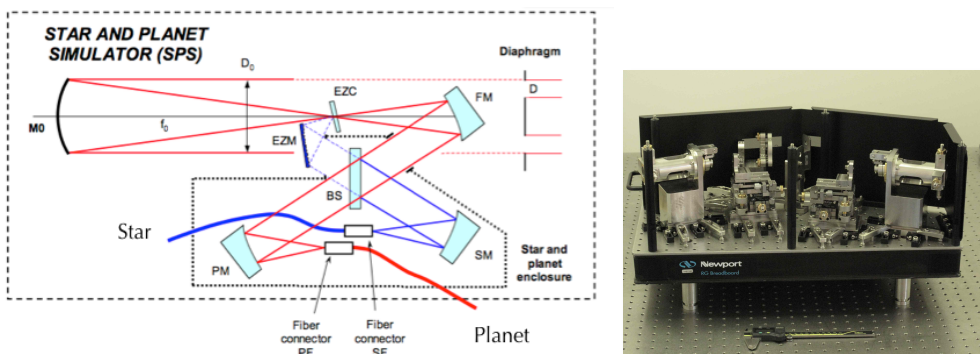 STAR AND PLANET
SIMULATOR (SPS)
Diaphragm
D₀
EZC
FM
D
M0
f₀
EZM
BS
Star
PM
SM
Star and
planet
enclosure
Fiber
connector
PF
Fiber
connector
SF
Planet
Newport
RG Breadboard